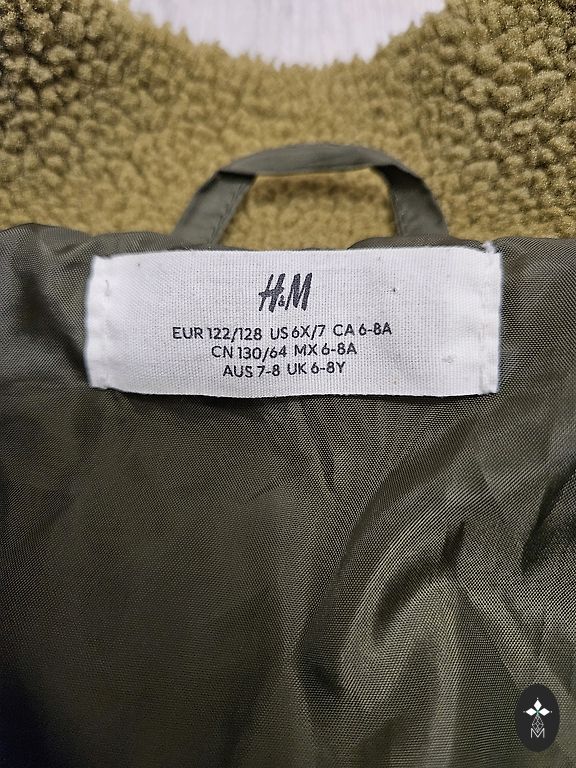 H&M
EUR 122/128 US 6X/7 CA 6-8A
CN 130/64 MX 6-8A
AUS 7-8 UK 6-8Y
M